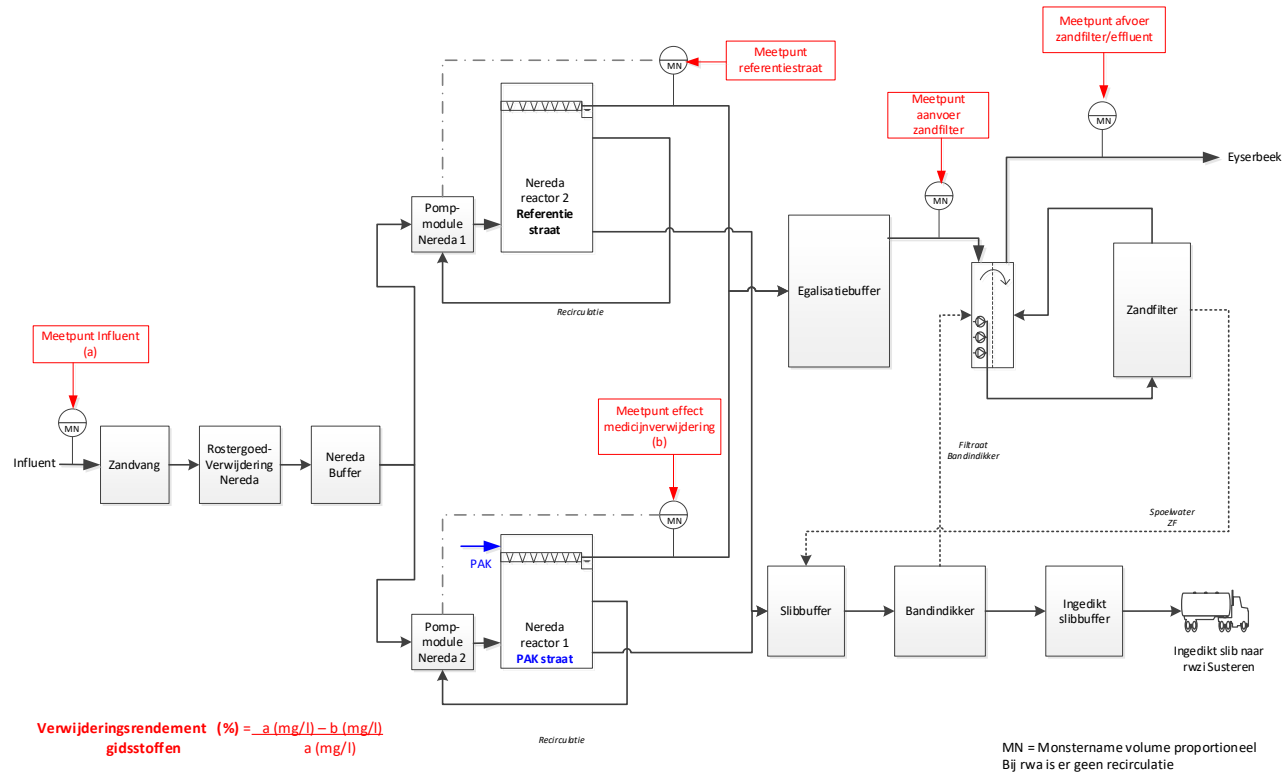 Meetpunt afvoer
zandfilter/effluent
MN
Meetpunt
referentiestraat
MN
Meetpunt
aanvoer
zandfilter
MN
Eyserbeek
Nereda
reactor 2
Referentie
straat
Pomp-
module
Nereda 1
Recirculatie
Egalisatiebuffer
Zandfilter
Meetpunt Influent
(a)
MN
Influent
Zandvang
Rostergoed-
Verwijdering
Nereda
Nereda
Buffer
Meetpunt effect
medicijnverwijdering
(b)
MN
Filtraat
Bandindikker
Spoelwater
ZF
PAK
Nereda
reactor 1
PAK straat
Pomp-
module
Nereda 2
Recirculatie
Slibbuffer
Bandindikker
Ingedikt
slibbuffer
Ingedikt slib naar
rwzi Susteren
Verwijderingsrendement (%) = a (mg/l) – b (mg/l)
gidsstoffen a (mg/l)
MN = Monstername volume proportioneel
Bij rwa is er geen recirculatie